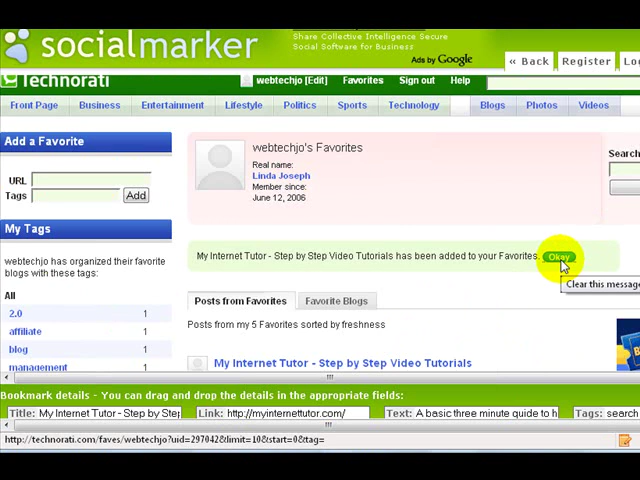 socialmarker
Share Collective Intelligence Secure
Social Software for Business
Ads by Google
« Back
Register
Technorati
webtechjo [Edit] Favorites Sign out Help
Front Page Business Entertainment Lifestyle Politics Sports Technology Blogs Photos Videos
Add a Favorite
URL
Tags
Add
My Tags
webtechjo has organized their favorite
blogs with these tags:
All
2.0 1
affiliate 1
blog 1
management 1
webtechjo's Favorites
Real name:
Linda Joseph
Member since:
June 12, 2006
Search
My Internet Tutor - Step by Step Video Tutorials has been added to your Favorites. Okay
Clear this message
Posts from Favorites Favorite Blogs
Posts from my 5 Favorites sorted by freshness
My Internet Tutor - Step by Step Video Tutorials
Bookmark details - You can drag and drop the details in the appropriate fields:
Title: My Internet Tutor - Step by Step Link: http://myinternettutor.com/ Text: A basic three minute guide to h Tags: search
http://technorati.com/faves/webtechjo?uid=297042&limit=10&start=0&tag=